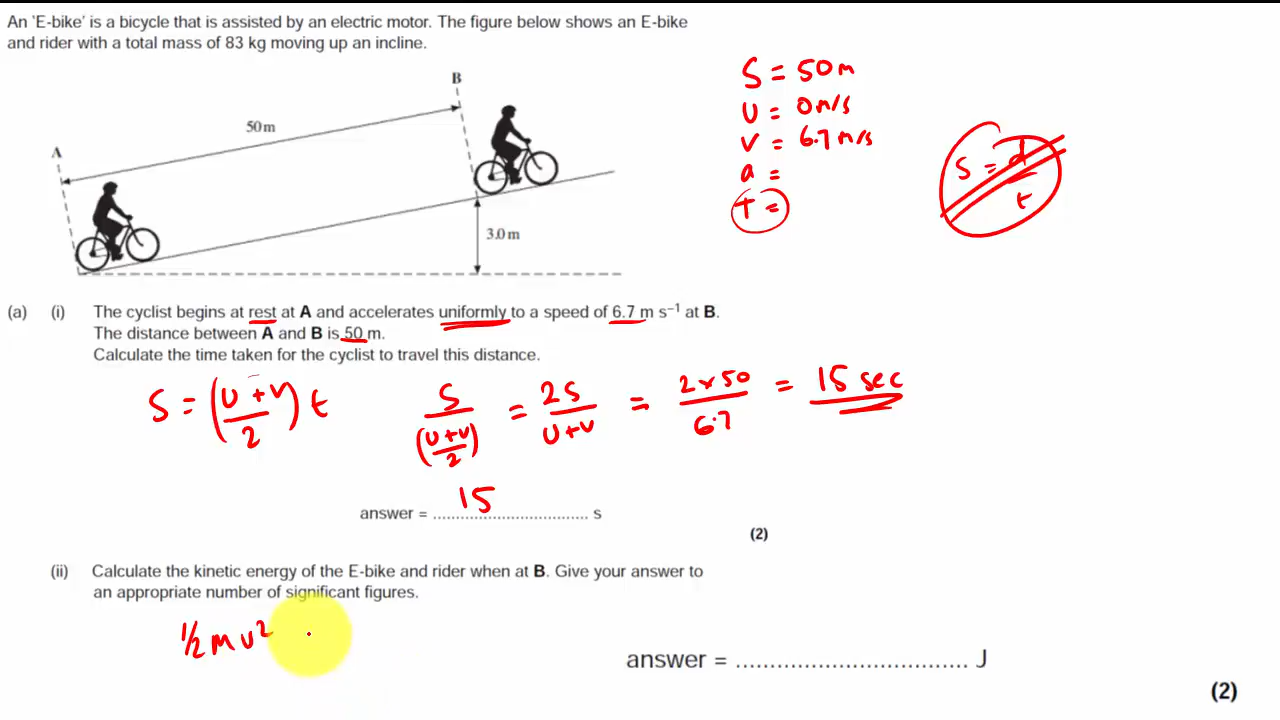 An 'E-bike' is a bicycle that is assisted by an electric motor. The figure below shows an E-bike
and rider with a total mass of 83 kg moving up an incline.
B
50 m
A
3.0 m
S = 50m
U = 0m/s
V = 6.7m/s
a =
T =
S = d/t
(a) (i) The cyclist begins at rest at A and accelerates uniformly to a speed of 6.7 m s⁻¹ at B.
The distance between A and B is 50 m.
Calculate the time taken for the cyclist to travel this distance.
S = (U+V/2) t S/(U+V/2) = 2S/U+V = 2x50/6.7 = 15 sec
15
answer = .................................. s
(2)
(ii) Calculate the kinetic energy of the E-bike and rider when at B. Give your answer to
an appropriate number of significant figures.
½ m v²
answer = .................................. J
(2)